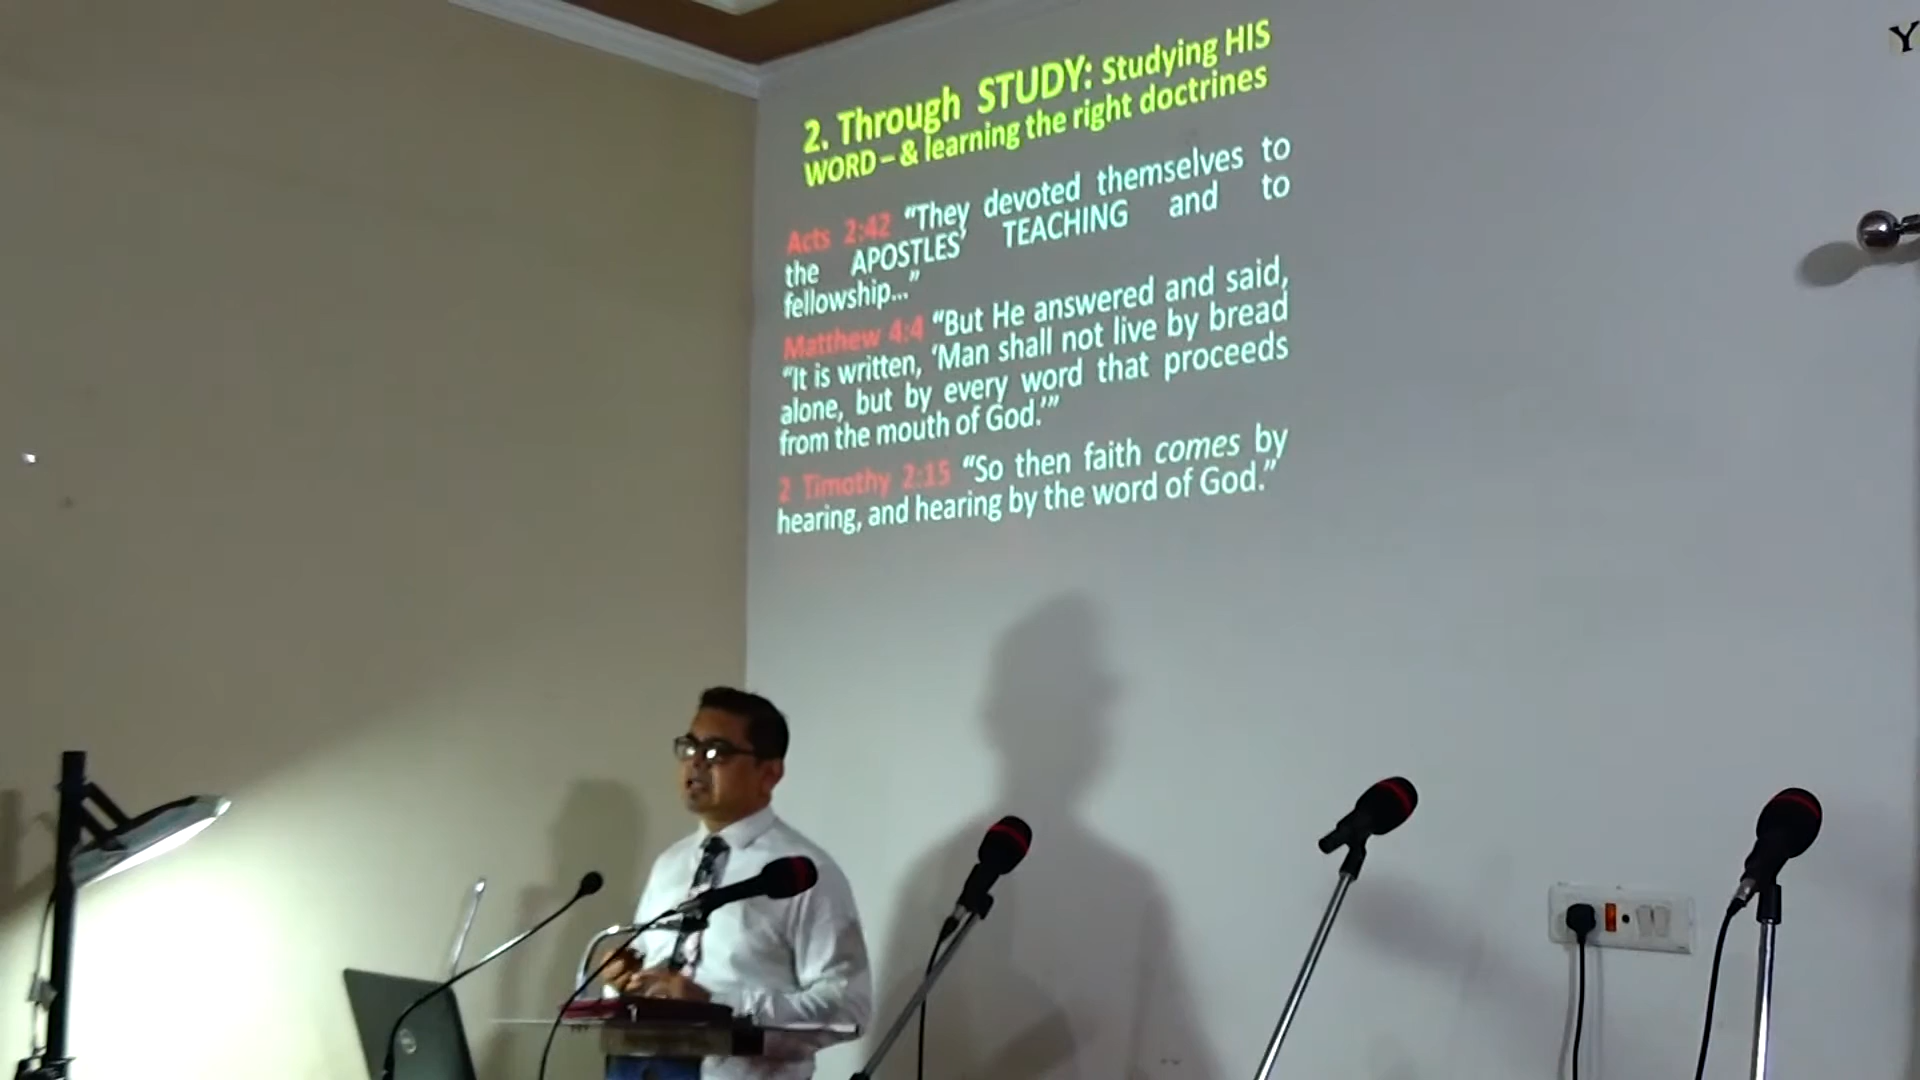 2. Through STUDY: Studying HIS
WORD – & learning the right doctrines
Acts 2:42 “They devoted themselves to
the APOSTLES’ TEACHING and to
fellowship...”
Matthew 4:4 “But He answered and said,
“It is written, ‘Man shall not live by bread
alone, but by every word that proceeds
from the mouth of God.’”
2 Timothy 2:15 “So then faith comes by
hearing, and hearing by the word of God.”
Y